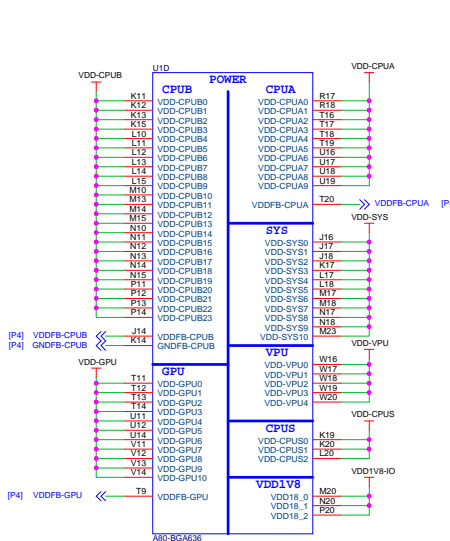 U1D
POWER
VDD-CPUB
CPUB
K11 VDD-CPUB0
K12 VDD-CPUB1
K13 VDD-CPUB2
K15 VDD-CPUB3
L10 VDD-CPUB4
L11 VDD-CPUB5
L12 VDD-CPUB6
L13 VDD-CPUB7
L14 VDD-CPUB8
L15 VDD-CPUB9
M10 VDD-CPUB10
M13 VDD-CPUB11
M14 VDD-CPUB12
M15 VDD-CPUB13
N10 VDD-CPUB14
N11 VDD-CPUB15
N12 VDD-CPUB16
N13 VDD-CPUB17
N14 VDD-CPUB18
N15 VDD-CPUB19
P11 VDD-CPUB20
P12 VDD-CPUB21
P13 VDD-CPUB22
P14 VDD-CPUB23
[P4] VDDFB-CPUB J14 VDDFB-CPUB
[P4] GNDFB-CPUB K14 GNDFB-CPUB
VDD-GPU
GPU
T11 VDD-GPU0
T12 VDD-GPU1
T13 VDD-GPU2
T14 VDD-GPU3
U11 VDD-GPU4
U12 VDD-GPU5
U14 VDD-GPU6
V11 VDD-GPU7
V12 VDD-GPU8
V13 VDD-GPU9
V14 VDD-GPU10
[P4] VDDFB-GPU T9 VDDFB-GPU
VDD-CPUA
CPUA
VDD-CPUA0 R17
VDD-CPUA1 R18
VDD-CPUA2 T16
VDD-CPUA3 T17
VDD-CPUA4 T18
VDD-CPUA5 T19
VDD-CPUA6 U16
VDD-CPUA7 U17
VDD-CPUA8 U18
VDD-CPUA9 U19
VDDFB-CPUA T20 VDDFB-CPUA [P
VDD-SYS
SYS
VDD-SYS0 J16
VDD-SYS1 J17
VDD-SYS2 J18
VDD-SYS3 K17
VDD-SYS4 L17
VDD-SYS5 L18
VDD-SYS6 M17
VDD-SYS7 M18
VDD-SYS8 N17
VDD-SYS9 N18
VDD-SYS10 M23
VDD-VPU
VPU
VDD-VPU0 W16
VDD-VPU1 W17
VDD-VPU2 W18
VDD-VPU3 W19
VDD-VPU4 W20
VDD-CPUS
CPUS
VDD-CPUS0 K19
VDD-CPUS1 K20
VDD-CPUS2 L20
VDD1V8-IO
VDD1V8
VDD18_0 M20
VDD18_1 N20
VDD18_2 P20
A80-BGA636